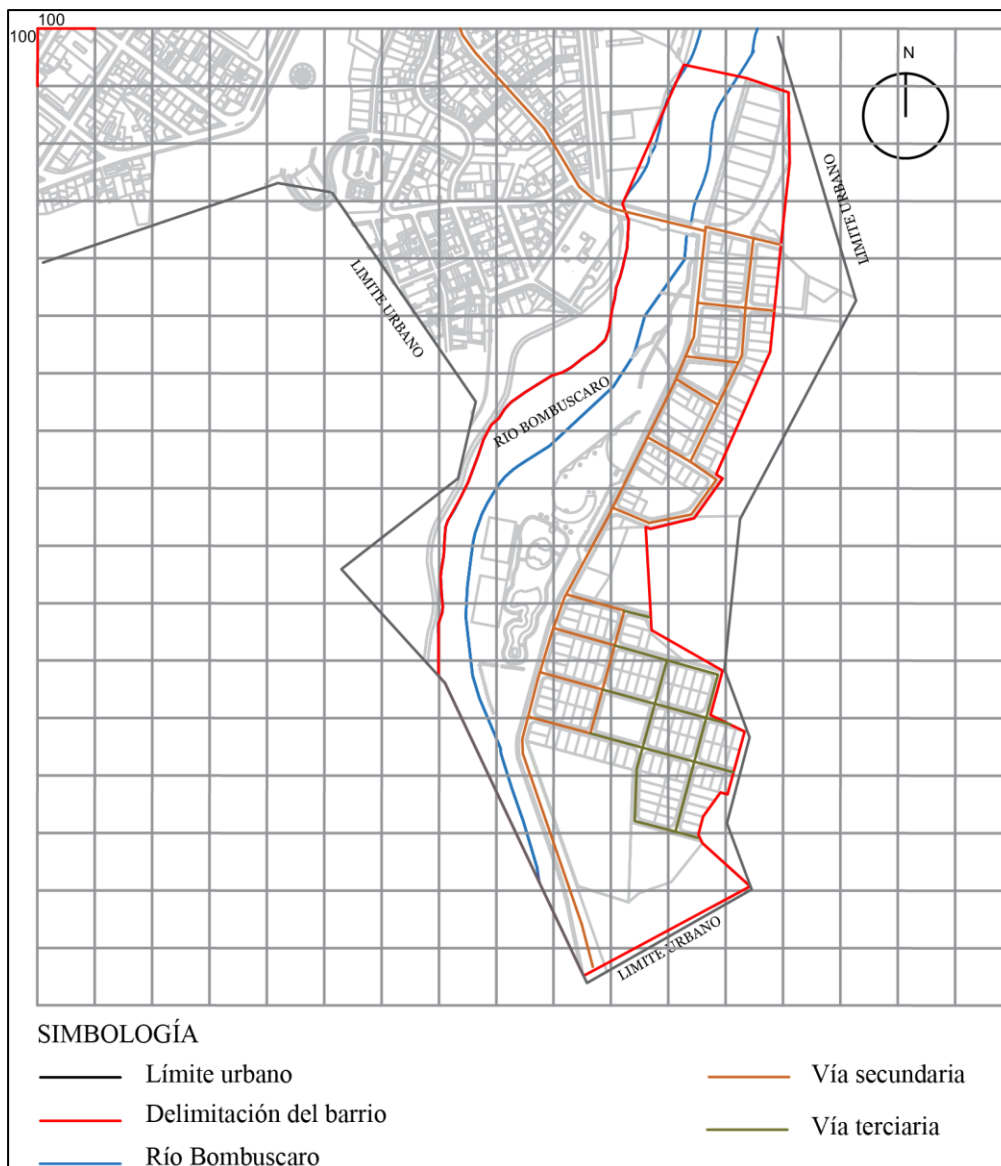 100
100
N
LIMITE URBANO
LIMITE URBANO
RIO BOMBUSCARO
LIMITE URBANO
SIMBOLOGÍA
Límite urbano
Vía secundaria
Delimitación del barrio
Vía terciaria
Río Bombuscaro